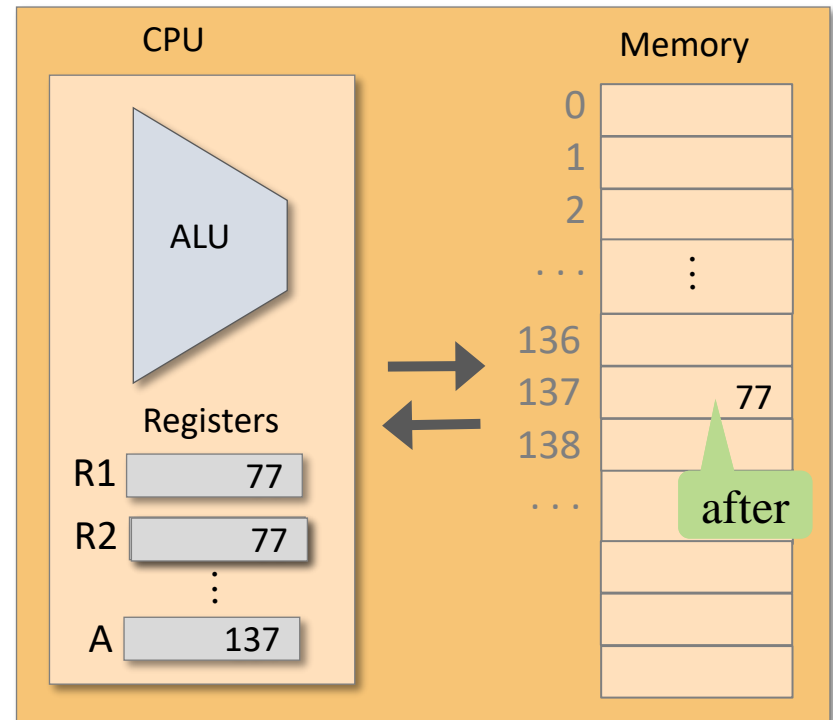 CPU
ALU
Registers
R1 77
R2 77
⋮
A 137
Memory
0
1
2
. . . ⋮
136
137 77
138
. . .
after